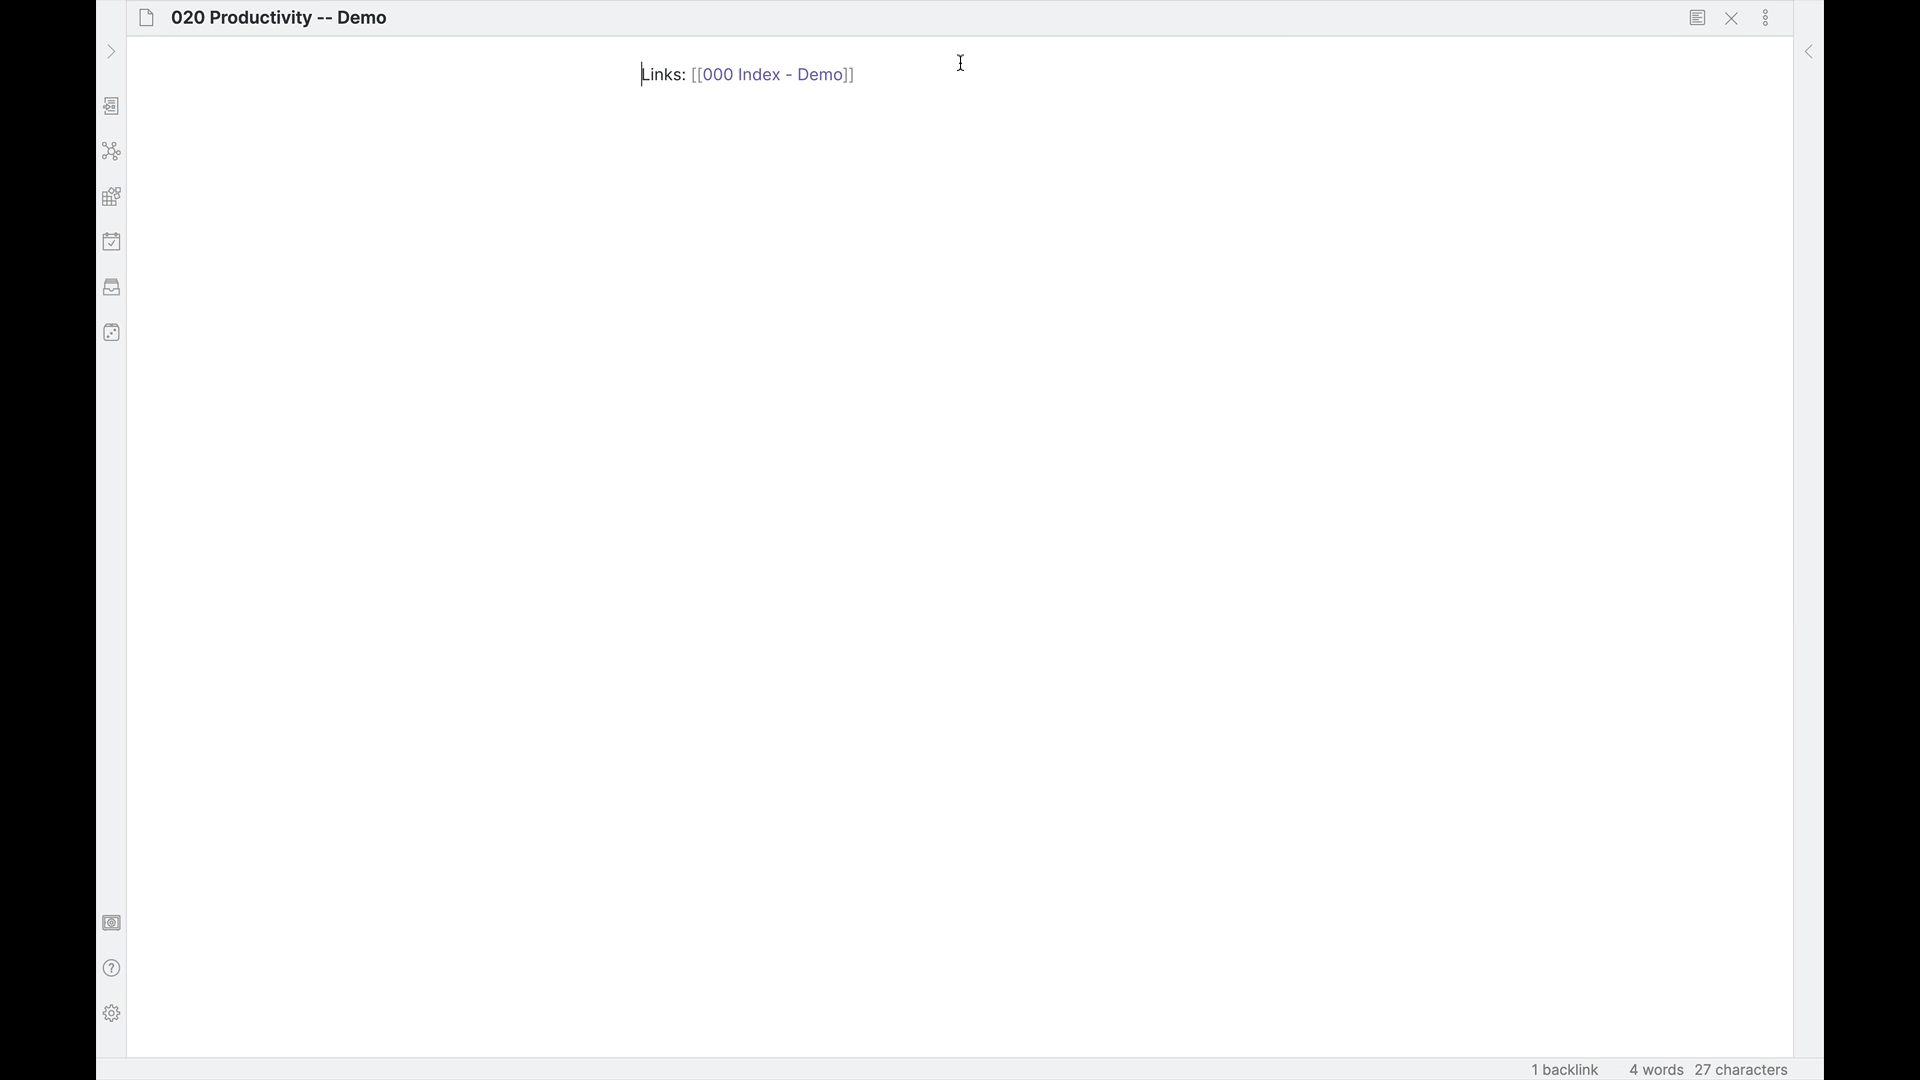 020 Productivity -- Demo
Links: [[000 Index - Demo]]
1 backlink 4 words 27 characters